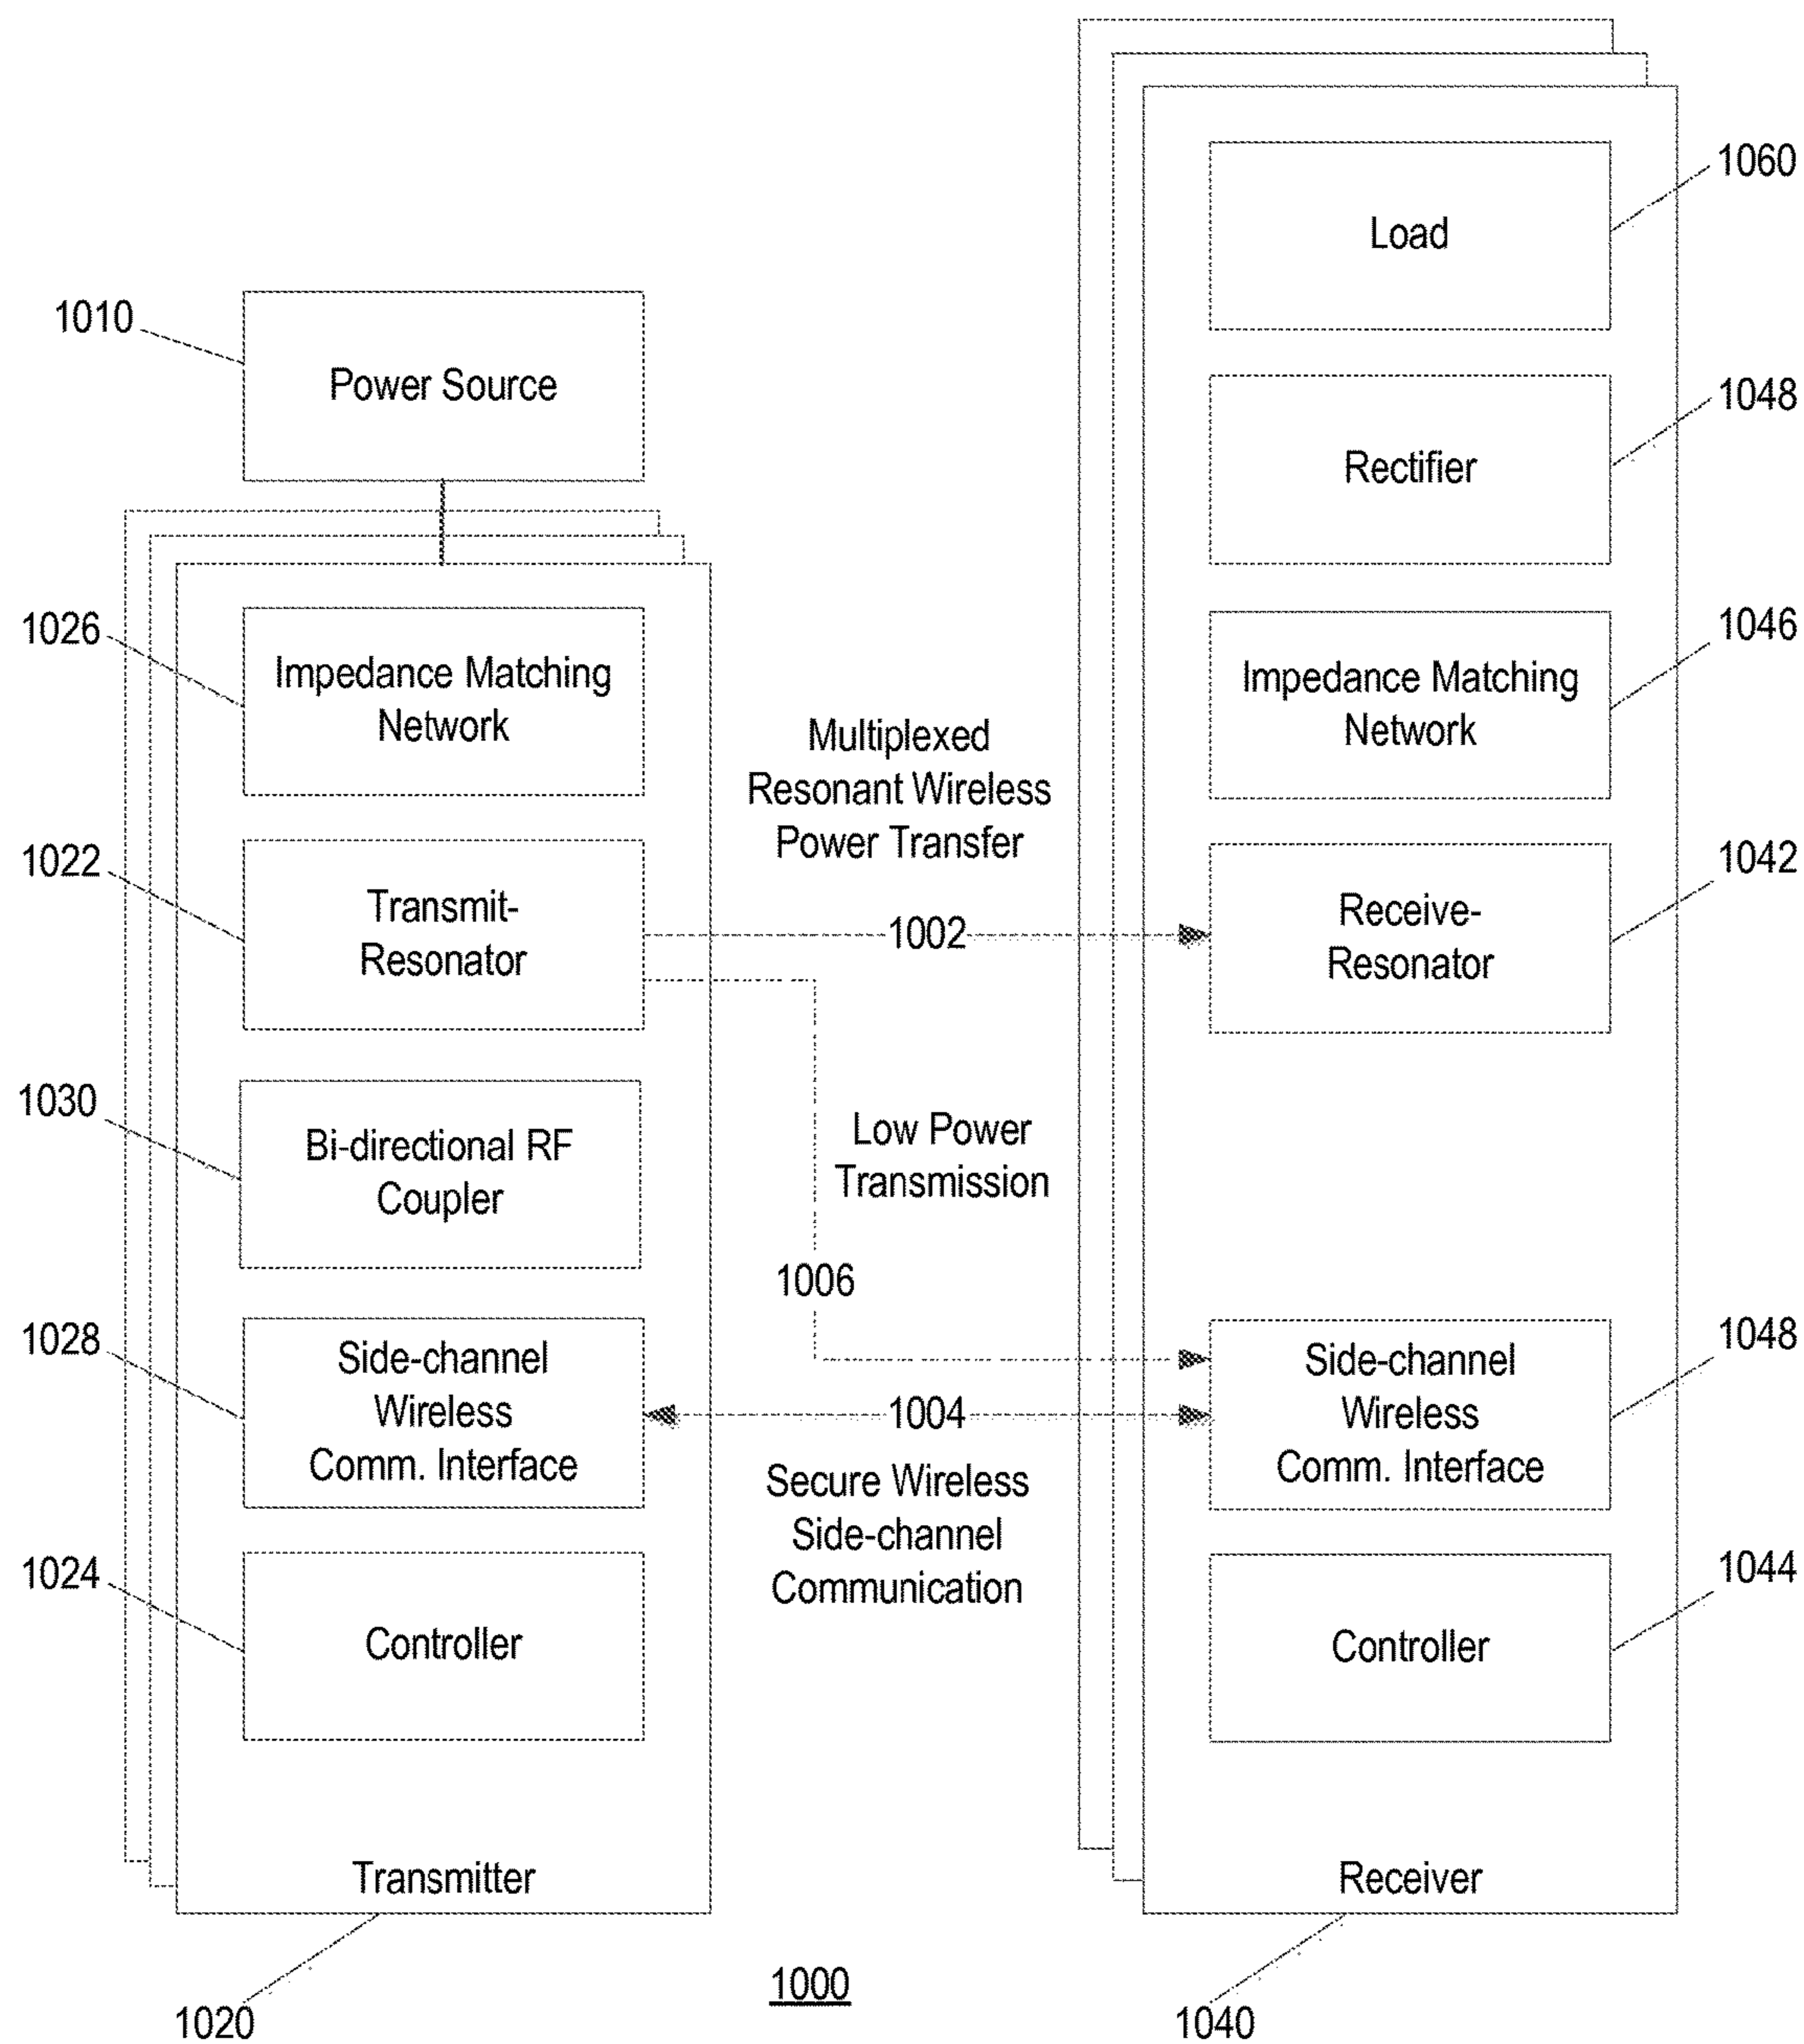 1010
Power Source
1026
Impedance Matching
Network
1022
Transmit-
Resonator
1030
Bi-directional RF
Coupler
1028
Side-channel
Wireless
Comm. Interface
1024
Controller
Transmitter
1020
Multiplexed
Resonant Wireless
Power Transfer
1002
Low Power
Transmission
1006
1004
Secure Wireless
Side-channel
Communication
1000
Load
1060
Rectifier
1048
Impedance Matching
Network
1046
Receive-
Resonator
1042
Side-channel
Wireless
Comm. Interface
1048
Controller
1044
Receiver
1040